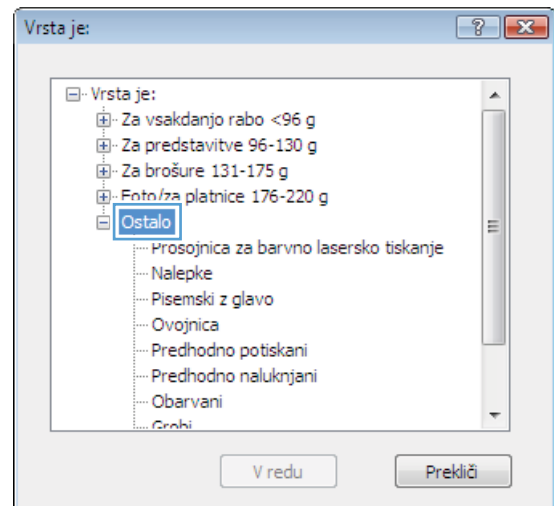 Vrsta je:
Vrsta je:
Za vsakdanjo rabo <96 g
Za predstavitve 96-130 g
Za brošure 131-175 g
Foto/za platnice 176-220 g
Ostalo
Prosojnica za barvno lasersko tiskanje
Nalepke
Pisemski z glavo
Ovojnica
Predhodno potiskani
Predhodno naluknjani
Obarvani
Grobi
V redu Prekliči